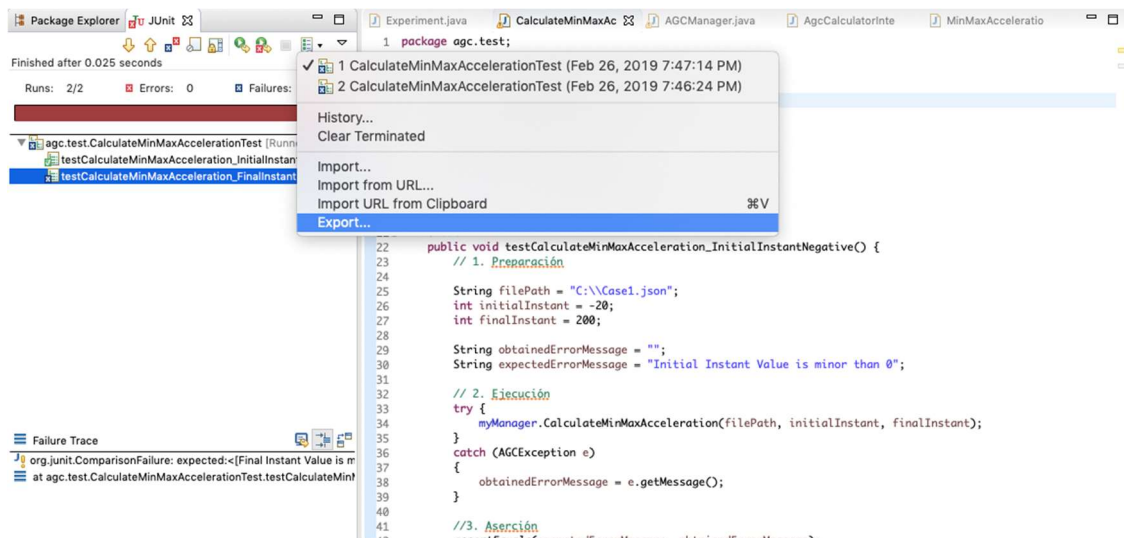 Package Explorer JUnit
Finished after 0.025 seconds
Runs: 2/2 Errors: 0 Failures:
agc.test.CalculateMinMaxAccelerationTest [Runn
testCalculateMinMaxAcceleration_InitialInstan
testCalculateMinMaxAcceleration_FinalInstant
1 CalculateMinMaxAccelerationTest (Feb 26, 2019 7:47:14 PM)
2 CalculateMinMaxAccelerationTest (Feb 26, 2019 7:46:24 PM)
History...
Clear Terminated
Import...
Import from URL...
Import URL from Clipboard ⌘V
Export...
Failure Trace
org.junit.ComparisonFailure: expected:<[Final Instant Value is m
at agc.test.CalculateMinMaxAccelerationTest.testCalculateMin
Experiment.java CalculateMinMaxAc AGCManager.java AgcCalculatorInte MinMaxAcceleratio
1 package agc.test;
22 public void testCalculateMinMaxAcceleration_InitialInstantNegative() {
23 // 1. Preparación
24
25 String filePath = "C:\\Case1.json";
26 int initialInstant = -20;
27 int finalInstant = 200;
28
29 String obtainedErrorMessage = "";
30 String expectedErrorMessage = "Initial Instant Value is minor than 0";
31
32 // 2. Ejecución
33 try {
34 myManager.CalculateMinMaxAcceleration(filePath, initialInstant, finalInstant);
35 }
36 catch (AGCException e)
37 {
38 obtainedErrorMessage = e.getMessage();
39 }
40
41 //3. Aserción